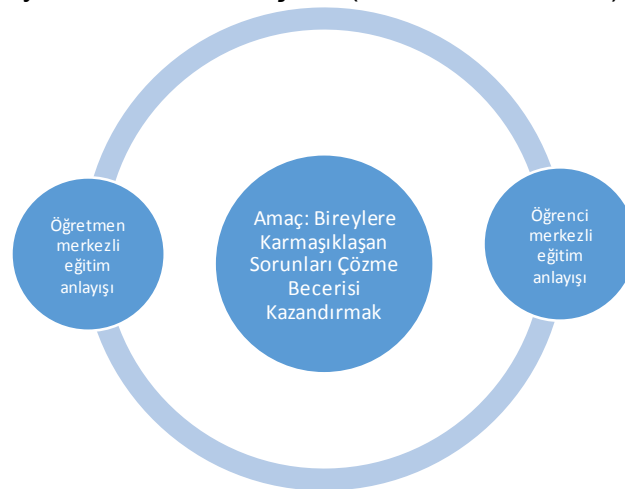 Öğretmen
merkezli
eğitim
anlayışı
Amaç: Bireylere
Karmaşıklaşan
Sorunları Çözme
Becerisi
Kazandırmak
Öğrenci
merkezli
eğitim
anlayışı